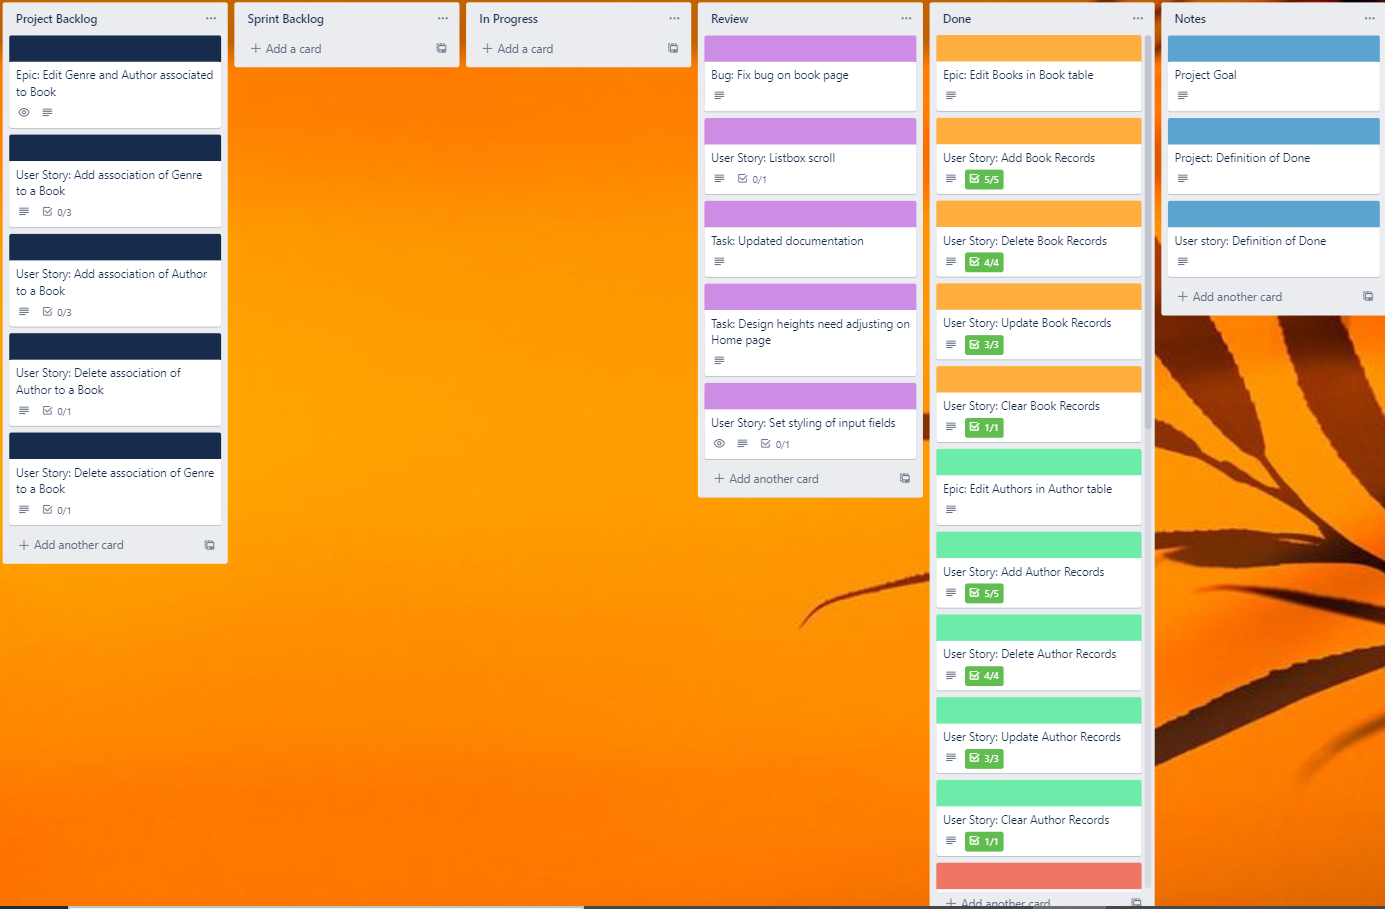 Project Backlog
Epic: Edit Genre and Author associated
to Book
User Story: Add association of Genre
to a Book
0/3
User Story: Add association of Author
to a Book
0/3
User Story: Delete association of
Author to a Book
0/1
User Story: Delete association of Genre
to a Book
0/1
+ Add another card
Sprint Backlog
+ Add a card
In Progress
+ Add a card
Review
Bug: Fix bug on book page
User Story: Listbox scroll
0/1
Task: Updated documentation
Task: Design heights need adjusting on
Home page
User Story: Set styling of input fields
0/1
+ Add another card
Done
Epic: Edit Books in Book table
User Story: Add Book Records
5/5
User Story: Delete Book Records
4/4
User Story: Update Book Records
3/3
User Story: Clear Book Records
1/1
Epic: Edit Authors in Author table
User Story: Add Author Records
5/5
User Story: Delete Author Records
4/4
User Story: Update Author Records
3/3
User Story: Clear Author Records
1/1
+ Add another card
Notes
Project Goal
Project: Definition of Done
User story: Definition of Done
+ Add another card